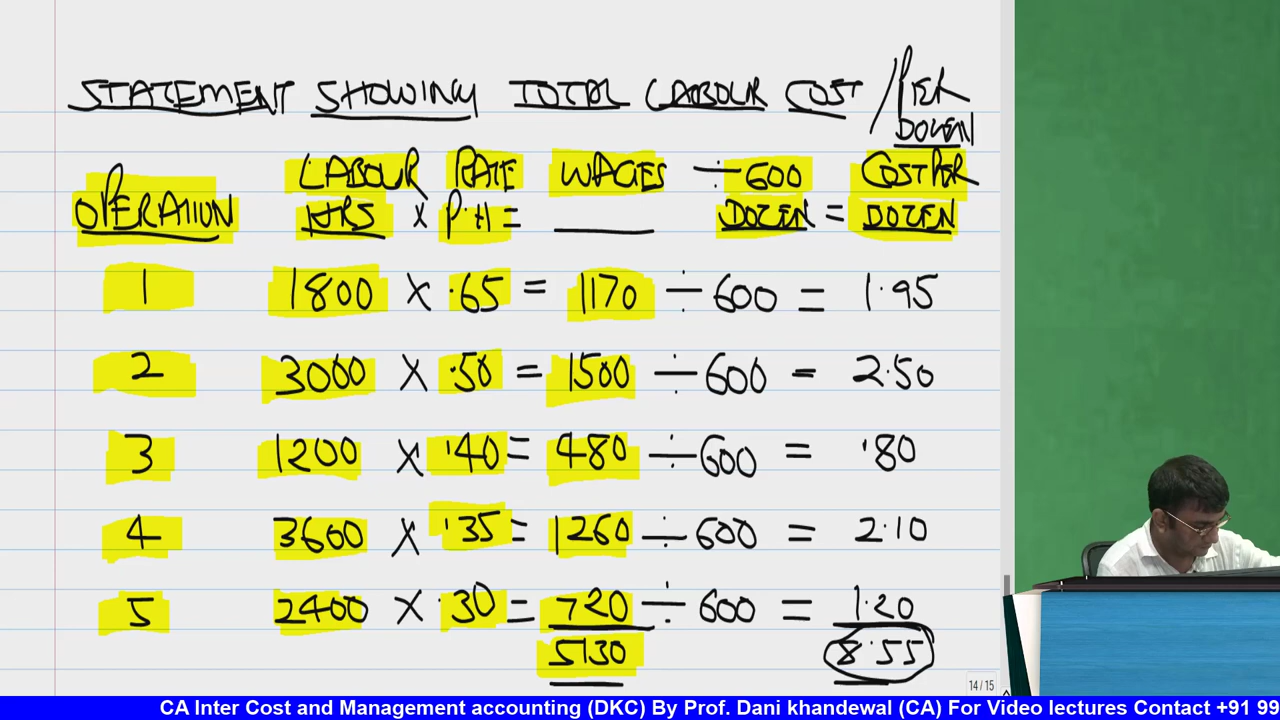 STATEMENT SHOWING TOTAL LABOUR COST / PER
DOZEN
OPERATION LABOUR RATE WAGES ÷ 600 COST PER
HRS × P.H = DOZEN = DOZEN
1 1800 × .65 = 1170 ÷ 600 = 1.95
2 3000 × .50 = 1500 ÷ 600 = 2.50
3 1200 × .40 = 480 ÷ 600 = .80
4 3600 × .35 = 1260 ÷ 600 = 2.10
5 2400 × .30 = 720 ÷ 600 = 1.20
5130 8.55
14/15
CA Inter Cost and Management accounting (DKC) By Prof. Dani khandewal (CA) For Video lectures Contact +91 99